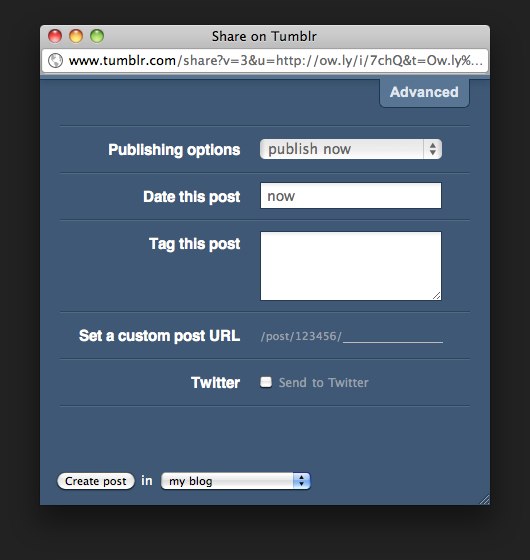 Share on Tumblr
www.tumblr.com/share?v=3&u=http://ow.ly/i/7chQ&t=Ow.ly%...
Advanced
Publishing options publish now
Date this post now
Tag this post
Set a custom post URL /post/123456/
Twitter Send to Twitter
Create post in my blog